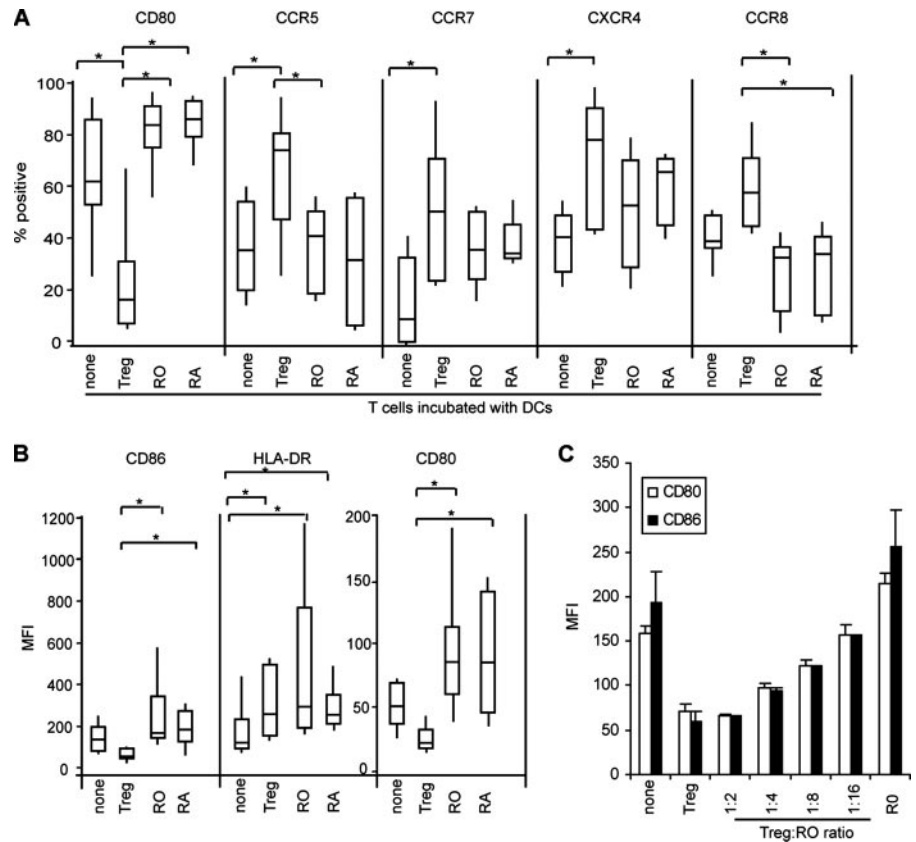 A
CD80 CCR5 CCR7 CXCR4 CCR8
* * * * * * * * *
% positive
100
80
60
40
20
0
none Treg RO RA none Treg RO RA none Treg RO RA none Treg RO RA none Treg RO RA
T cells incubated with DCs
B
CD86 HLA-DR CD80
* * * * * * *
MFI
1200
1000
800
600
400
200
0
200
150
100
50
0
none Treg RO RA none Treg RO RA none Treg RO RA
C
350
300
250
200
150
100
50
0
MFI
CD80
CD86
none Treg 1:2 1:4 1:8 1:16 R0
Treg:RO ratio